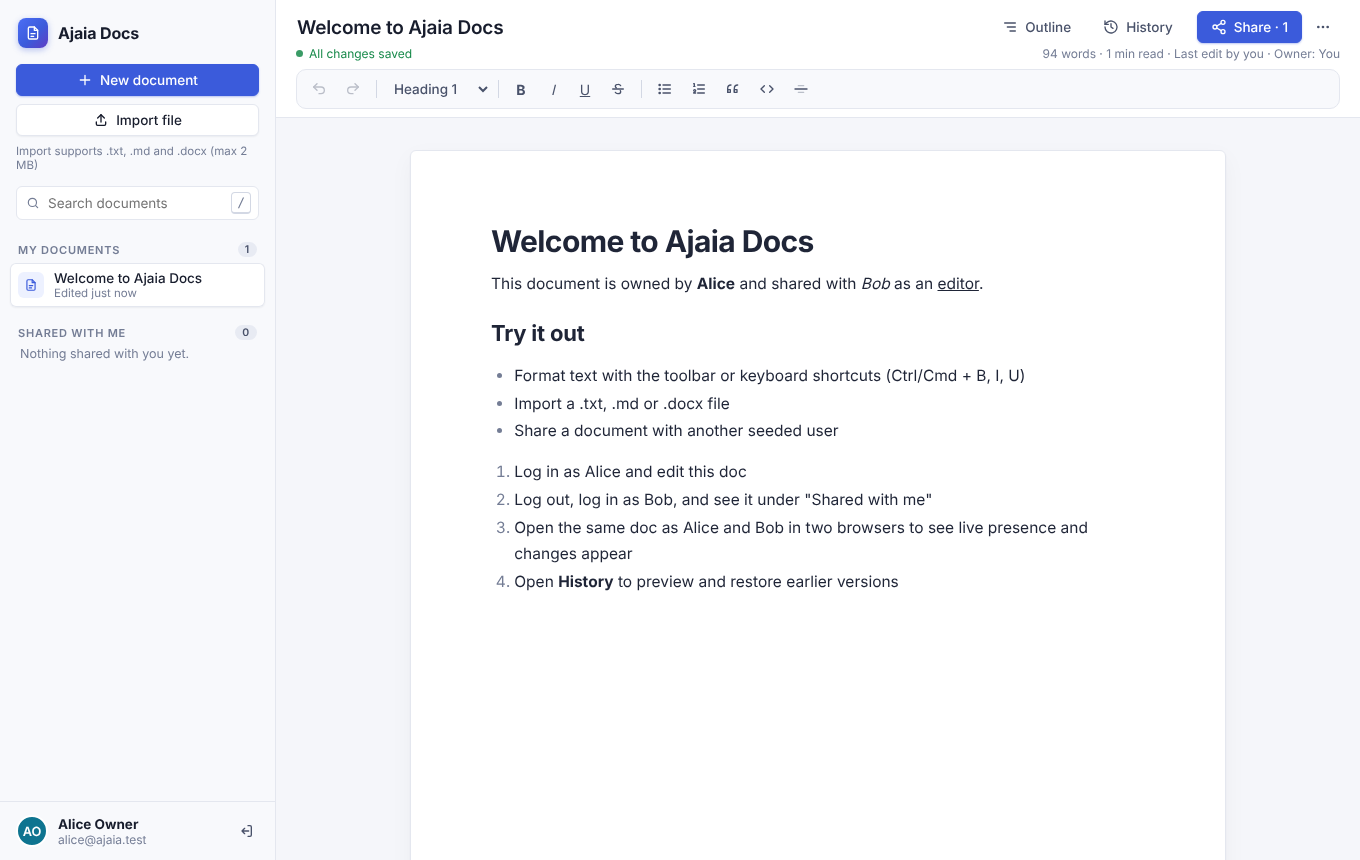 Ajaia Docs
New document
Import file
Import supports .txt, .md and .docx (max 2
MB)
Search documents /
MY DOCUMENTS 1
Welcome to Ajaia Docs
Edited just now
SHARED WITH ME 0
Nothing shared with you yet.
AO
Alice Owner
alice@ajaia.test
Welcome to Ajaia Docs
Outline
History
Share · 1
All changes saved
94 words · 1 min read · Last edit by you · Owner: You
Heading 1 B I U S
Welcome to Ajaia Docs
This document is owned by Alice and shared with Bob as an editor.
Try it out
• Format text with the toolbar or keyboard shortcuts (Ctrl/Cmd + B, I, U)
• Import a .txt, .md or .docx file
• Share a document with another seeded user
1. Log in as Alice and edit this doc
2. Log out, log in as Bob, and see it under "Shared with me"
3. Open the same doc as Alice and Bob in two browsers to see live presence and
changes appear
4. Open History to preview and restore earlier versions